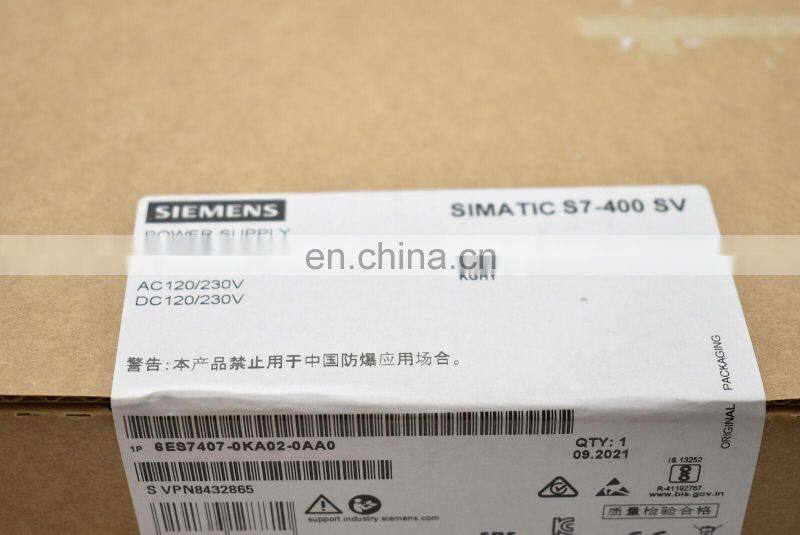 SIEMENS
SIMATIC S7-400 SV
POWER SUPPLY
en.china.cn
AC120/230V
DC120/230V
警告:本产品禁止用于中国防爆应用场合。
ORIGINAL PACKAGING
1P 6ES7407-0KA02-0AA0
QTY: 1
09.2021
S VPN8432865
IS 13252
R-41192767
www.bis.gov.in
support.industry.siemens.com
质量检验合格